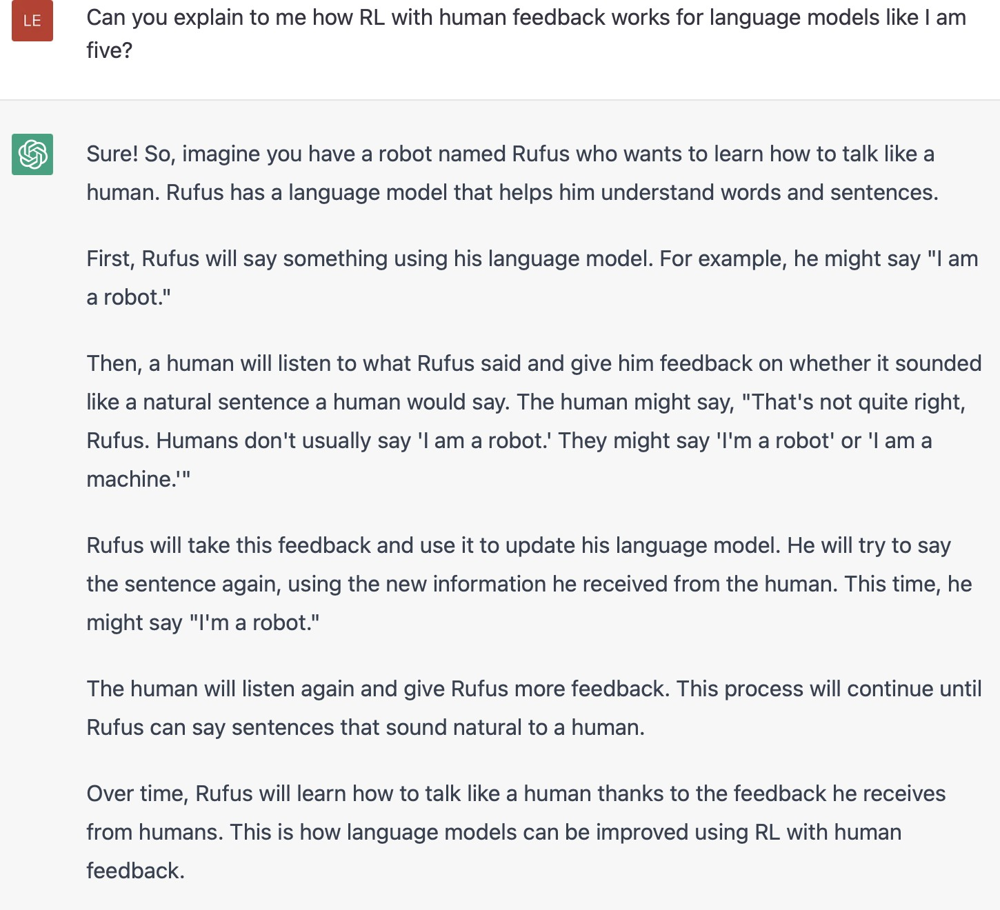 LE
Can you explain to me how RL with human feedback works for language models like I am
five?
Sure! So, imagine you have a robot named Rufus who wants to learn how to talk like a
human. Rufus has a language model that helps him understand words and sentences.
First, Rufus will say something using his language model. For example, he might say "I am
a robot."
Then, a human will listen to what Rufus said and give him feedback on whether it sounded
like a natural sentence a human would say. The human might say, "That's not quite right,
Rufus. Humans don't usually say 'I am a robot.' They might say 'I'm a robot' or 'I am a
machine.'"
Rufus will take this feedback and use it to update his language model. He will try to say
the sentence again, using the new information he received from the human. This time, he
might say "I'm a robot."
The human will listen again and give Rufus more feedback. This process will continue until
Rufus can say sentences that sound natural to a human.
Over time, Rufus will learn how to talk like a human thanks to the feedback he receives
from humans. This is how language models can be improved using RL with human
feedback.